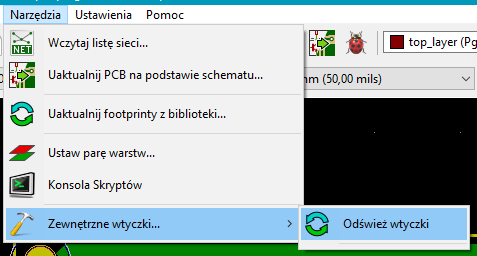 Narzędzia Ustawienia Pomoc
NET
Wczytaj listę sieci...
Uaktualnij PCB na podstawie schematu...
top_layer (Pg
mm (50,00 mils)
Uaktualnij footprinty z biblioteki...
Ustaw parę warstw...
Konsola Skryptów
Zewnętrzne wtyczki...
Odśwież wtyczki